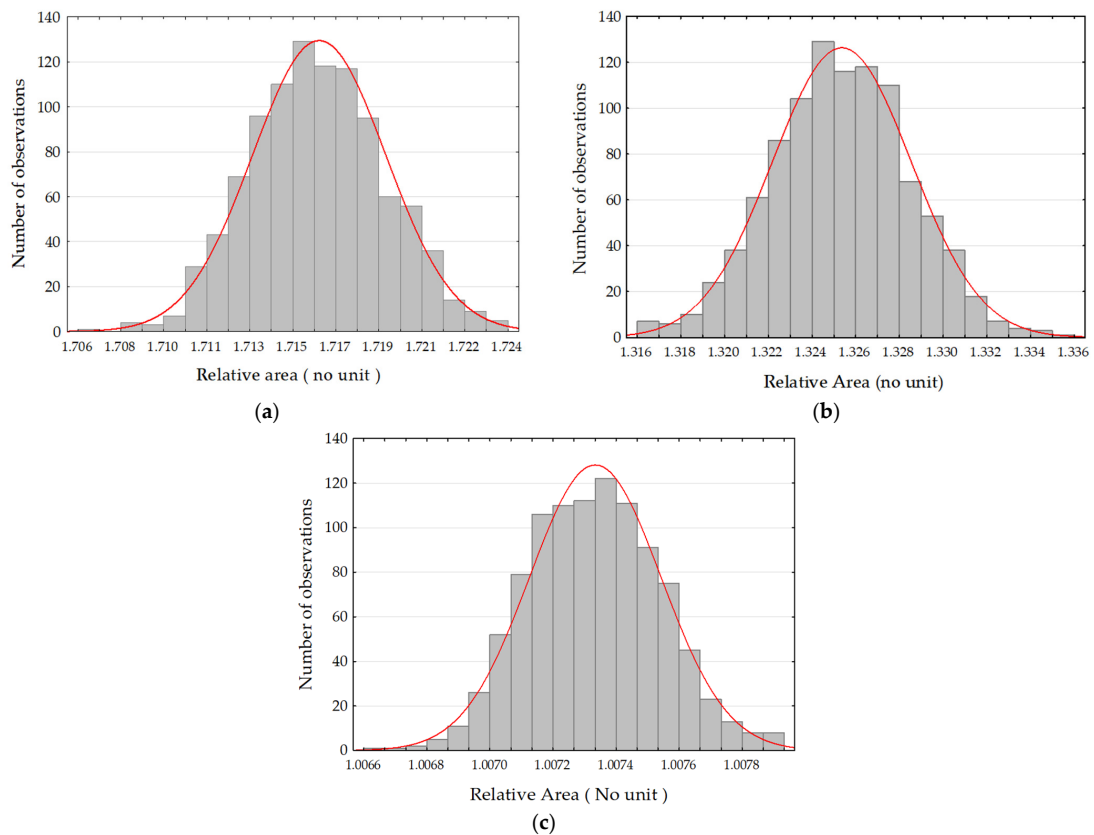 140
120
100
80
60
40
20
0
Number of observations
1.706 1.708 1.710 1.711 1.713 1.715 1.717 1.719 1.721 1.722 1.724
Relative area ( no unit )
(a)
140
120
100
80
60
40
20
0
Number of observations
1.316 1.318 1.320 1.322 1.324 1.326 1.328 1.330 1.332 1.334 1.336
Relative Area (no unit)
(b)
140
120
100
80
60
40
20
0
Number of observations
1.0066 1.0068 1.0070 1.0072 1.0074 1.0076 1.0078
Relative Area ( No unit )
(c)